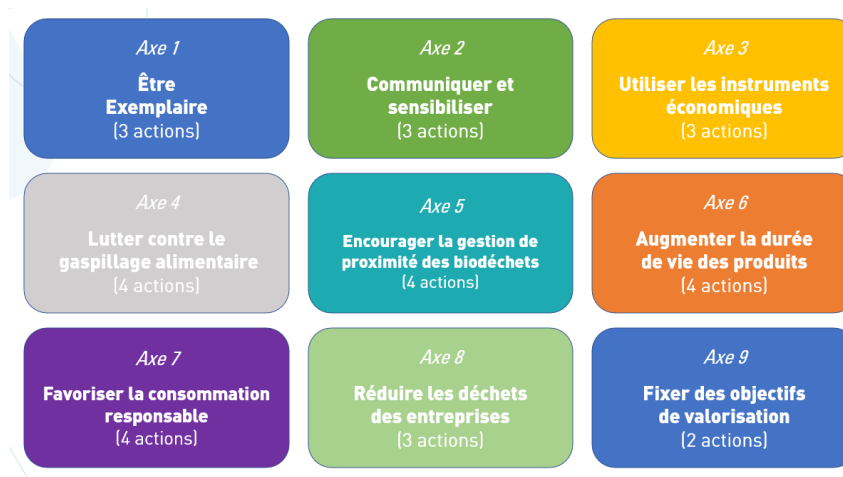 Axe 1
Être
Exemplaire
(3 actions)
Axe 2
Communiquer et
sensibiliser
(3 actions)
Axe 3
Utiliser les instruments
économiques
(3 actions)
Axe 4
Lutter contre le
gaspillage alimentaire
(4 actions)
Axe 5
Encourager la gestion de
proximité des biodéchets
(4 actions)
Axe 6
Augmenter la durée
de vie des produits
(4 actions)
Axe 7
Favoriser la consommation
responsable
(4 actions)
Axe 8
Réduire les déchets
des entreprises
(3 actions)
Axe 9
Fixer des objectifs
de valorisation
(2 actions)